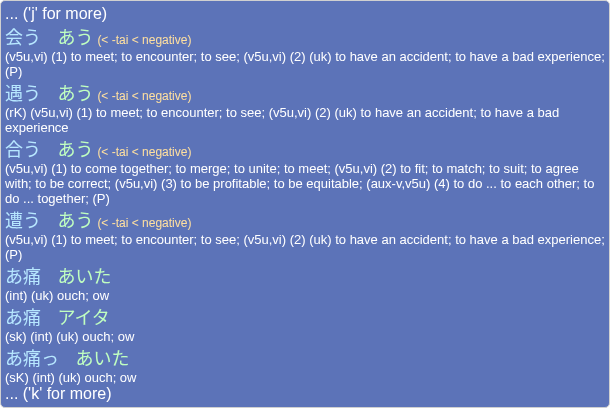 ... ('j' for more)
会う あう (< -tai < negative)
(v5u,vi) (1) to meet; to encounter; to see; (v5u,vi) (2) (uk) to have an accident; to have a bad experience;
(P)
遇う あう (< -tai < negative)
(rK) (v5u,vi) (1) to meet; to encounter; to see; (v5u,vi) (2) (uk) to have an accident; to have a bad
experience
合う あう (< -tai < negative)
(v5u,vi) (1) to come together; to merge; to unite; to meet; (v5u,vi) (2) to fit; to match; to suit; to agree
with; to be correct; (v5u,vi) (3) to be profitable; to be equitable; (aux-v,v5u) (4) to do ... to each other; to
do ... together; (P)
遭う あう (< -tai < negative)
(v5u,vi) (1) to meet; to encounter; to see; (v5u,vi) (2) (uk) to have an accident; to have a bad experience;
(P)
あ痛 あいた
(int) (uk) ouch; ow
あ痛 アイタ
(sk) (int) (uk) ouch; ow
あ痛っ あいた
(sK) (int) (uk) ouch; ow
... ('k' for more)